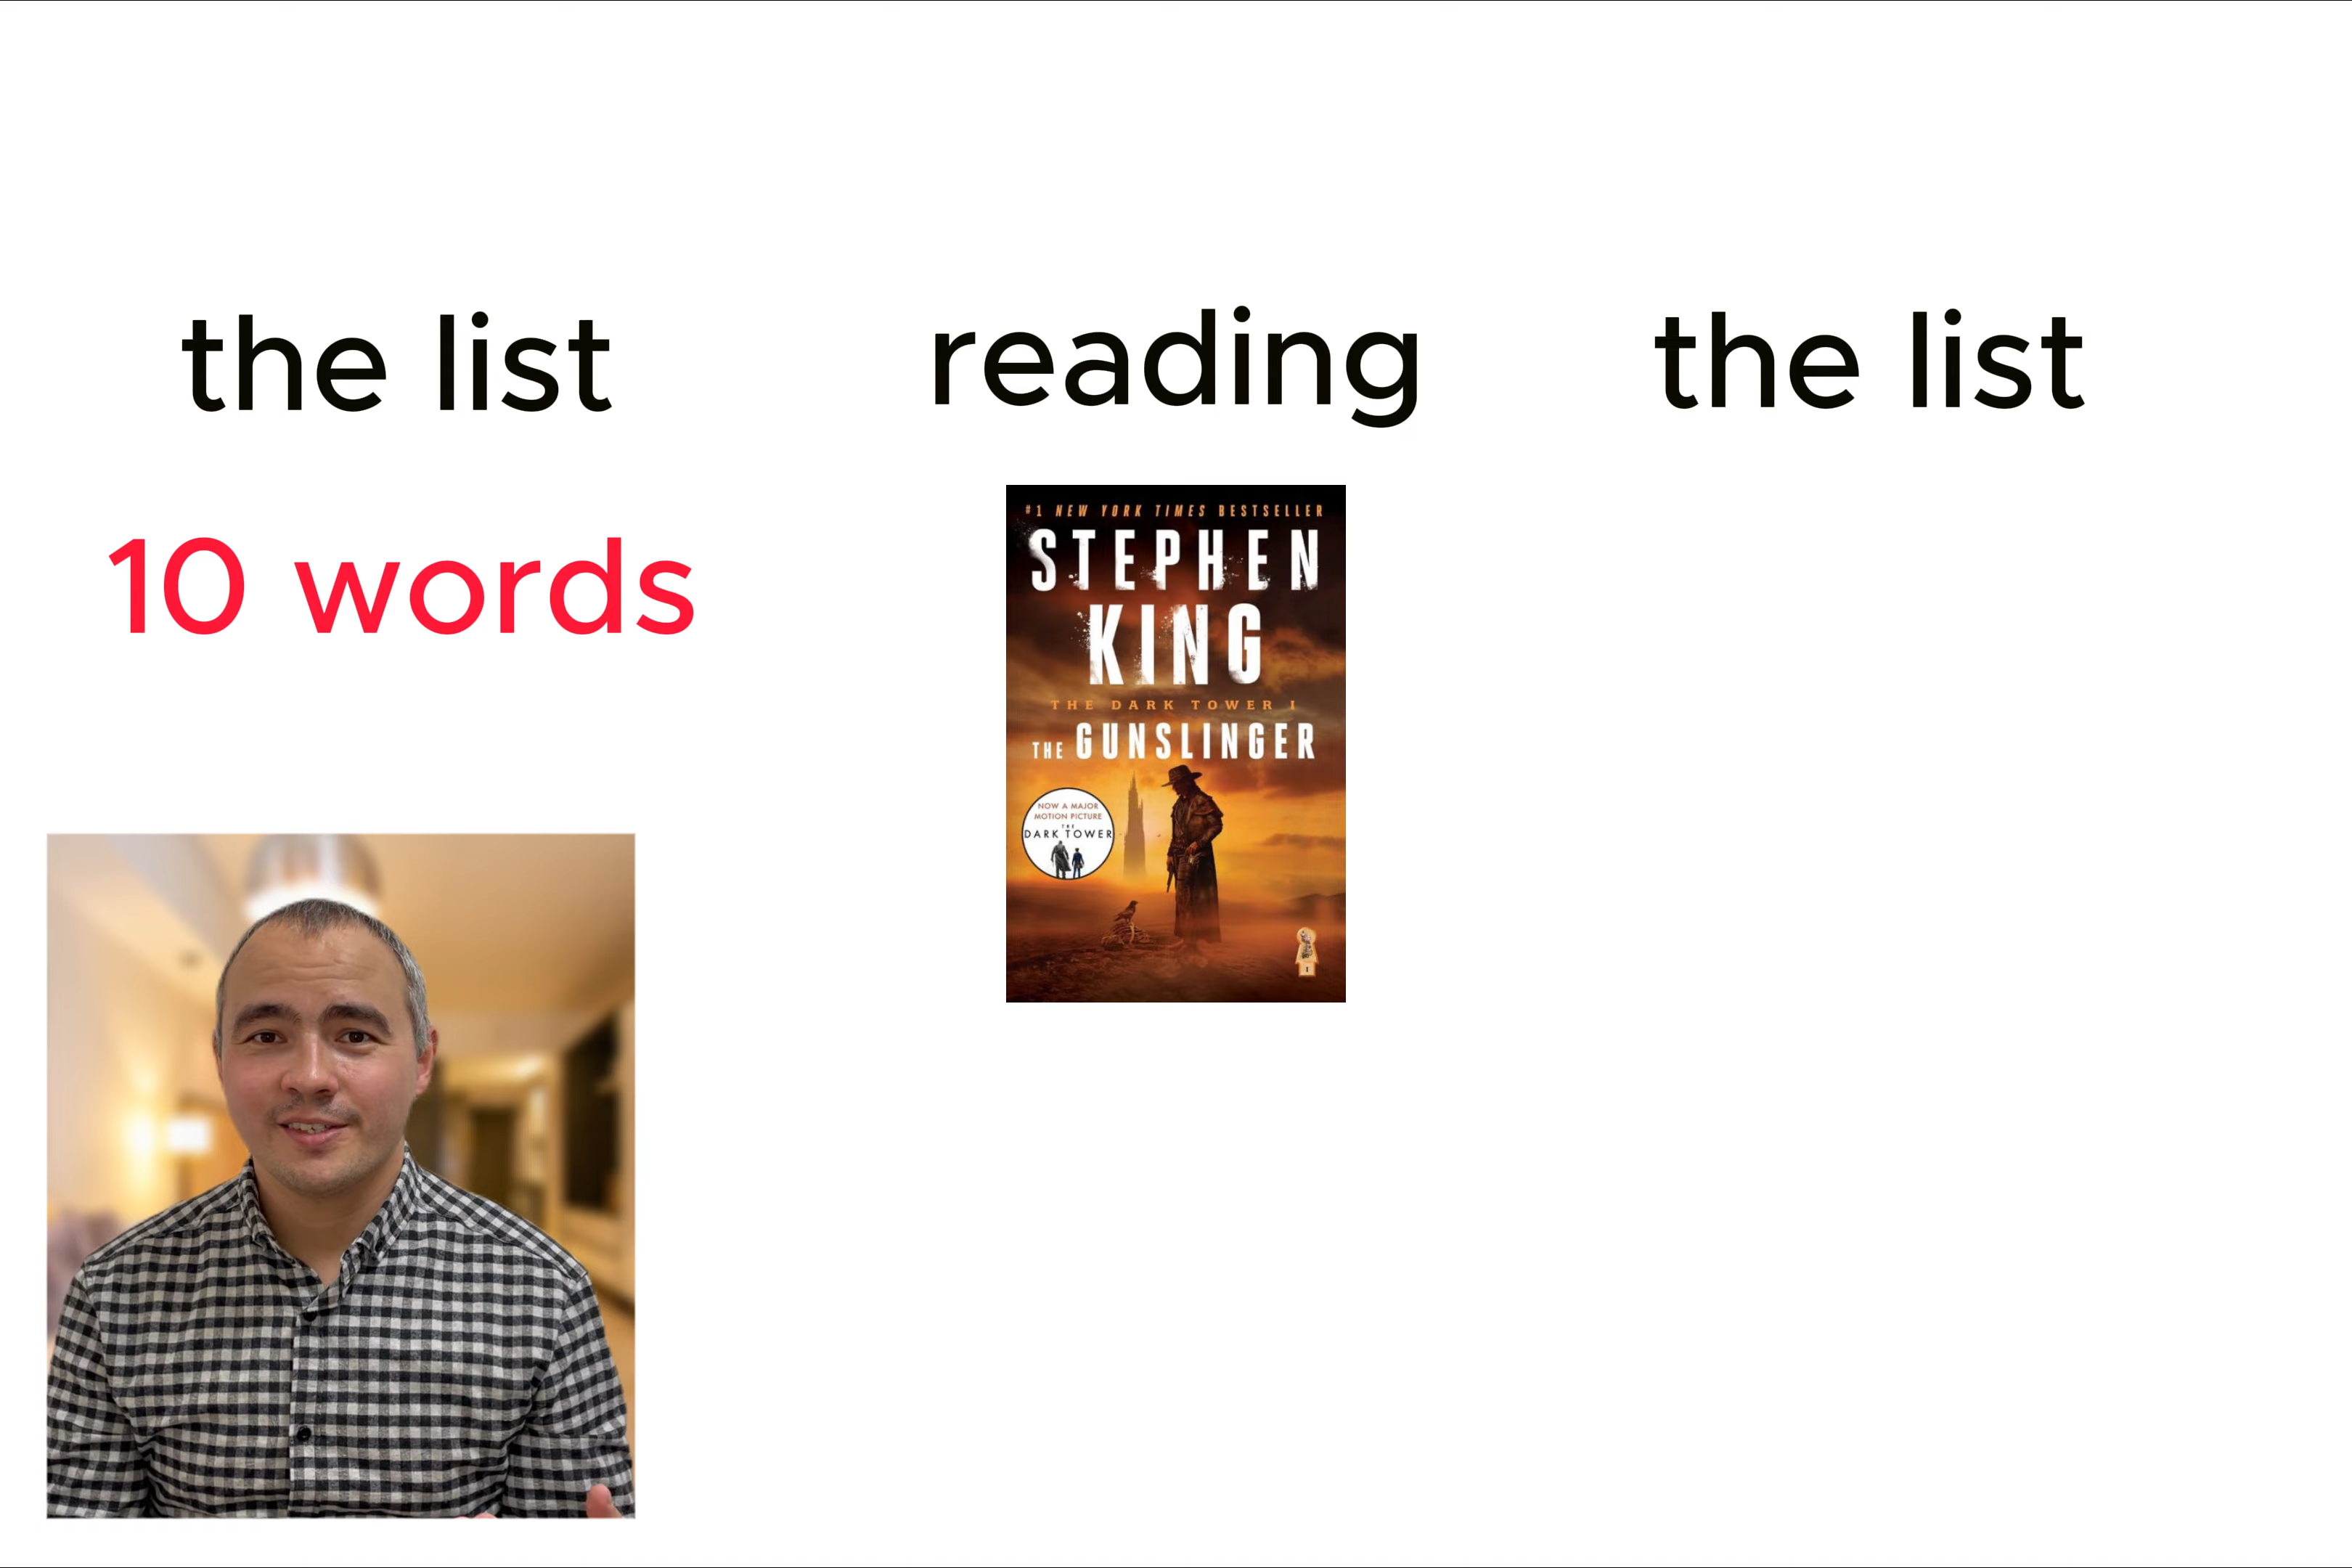 the list
reading
the list
10 words
#1 NEW YORK TIMES BESTSELLER
STEPHEN
KING
THE DARK TOWER I
THE GUNSLINGER
NOW A MAJOR
MOTION PICTURE
THE
DARK TOWER
I